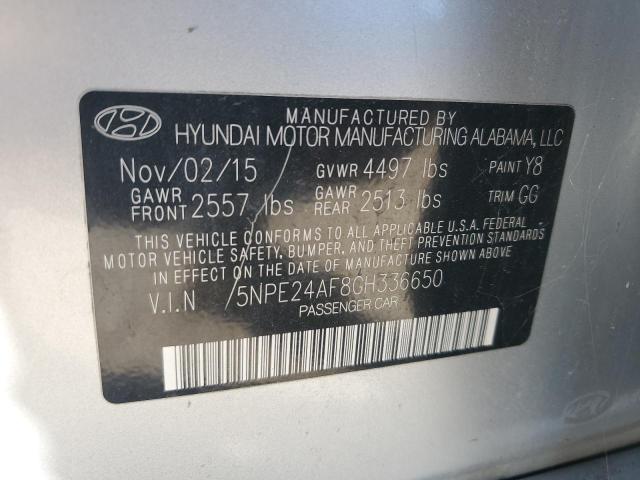 MANUFACTURED BY
HYUNDAI MOTOR MANUFACTURING ALABAMA, LLC
Nov/02/15 GVWR 4497 lbs PAINT Y8
GAWR FRONT 2557 lbs GAWR REAR 2513 lbs TRIM GG
THIS VEHICLE CONFORMS TO ALL APPLICABLE U.S.A. FEDERAL
MOTOR VEHICLE SAFETY, BUMPER, AND THEFT PREVENTION STANDARDS
IN EFFECT ON THE DATE OF MANUFACTURE SHOWN ABOVE
V.I.N 5NPE24AF8GH336650
PASSENGER CAR